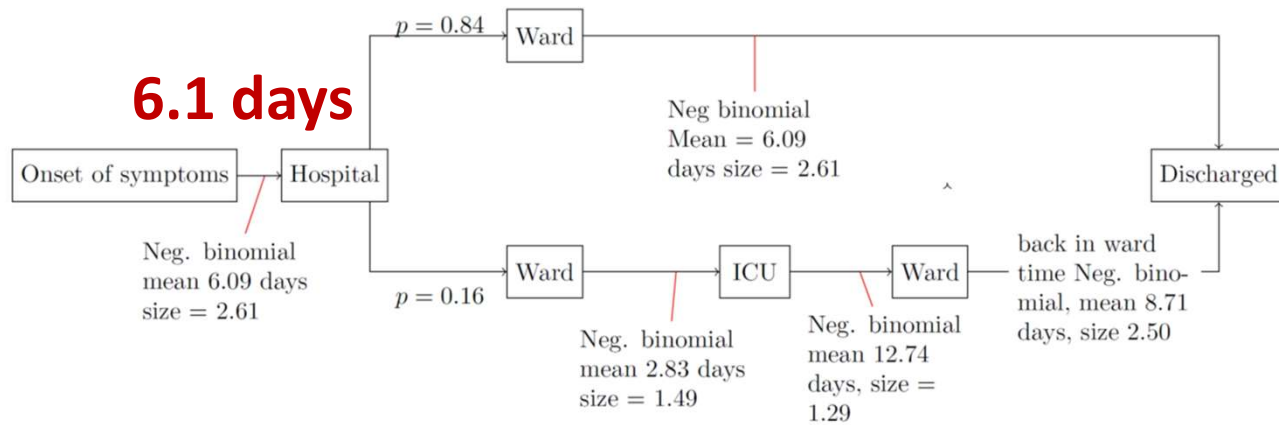 p = 0.84
Ward
6.1 days
Neg binomial
Mean = 6.09
days size = 2.61
Onset of symptoms
Hospital
Discharged
Neg. binomial
mean 6.09 days
size = 2.61
p = 0.16
Ward
ICU
Ward
back in ward
time Neg. bino-
mial, mean 8.71
days, size 2.50
Neg. binomial
mean 2.83 days
size = 1.49
Neg. binomial
mean 12.74
days, size =
1.29